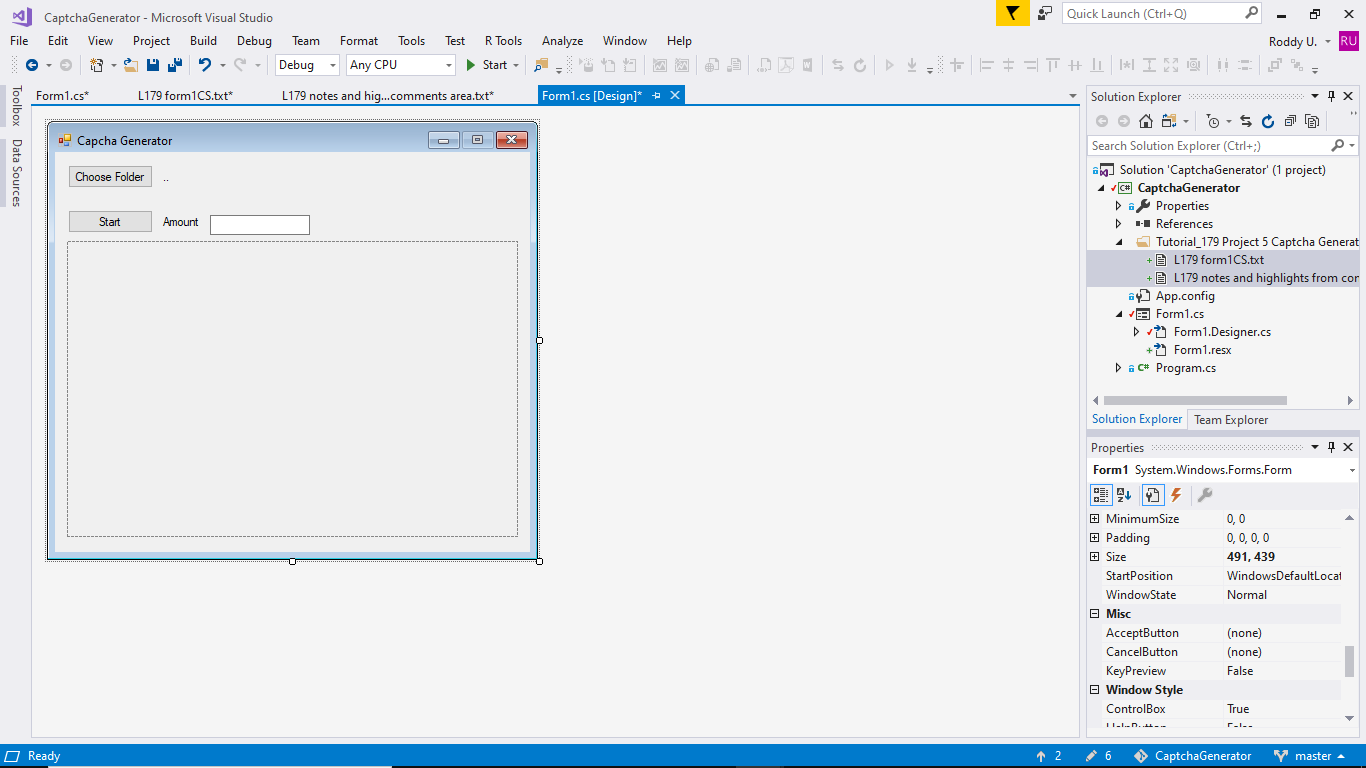 CaptchaGenerator - Microsoft Visual Studio
Quick Launch (Ctrl+Q)
File Edit View Project Build Debug Team Format Tools Test R Tools Analyze Window Help
Roddy U. RU
Debug Any CPU Start
Toolbox
Data Sources
Form1.cs* L179 form1CS.txt* L179 notes and hig...comments area.txt* Form1.cs [Design]*
Capcha Generator
Choose Folder ..
Start Amount
Solution Explorer
Search Solution Explorer (Ctrl+;)
Solution 'CaptchaGenerator' (1 project)
CaptchaGenerator
Properties
References
Tutorial_179 Project 5 Captcha Generat
L179 form1CS.txt
L179 notes and highlights from con
App.config
Form1.cs
Form1.Designer.cs
Form1.resx
Program.cs
Solution Explorer Team Explorer
Properties
Form1 System.Windows.Forms.Form
MinimumSize 0, 0
Padding 0, 0, 0, 0
Size 491, 439
StartPosition WindowsDefaultLocat
WindowState Normal
Misc
AcceptButton (none)
CancelButton (none)
KeyPreview False
Window Style
ControlBox True
Ready 2 6 CaptchaGenerator master